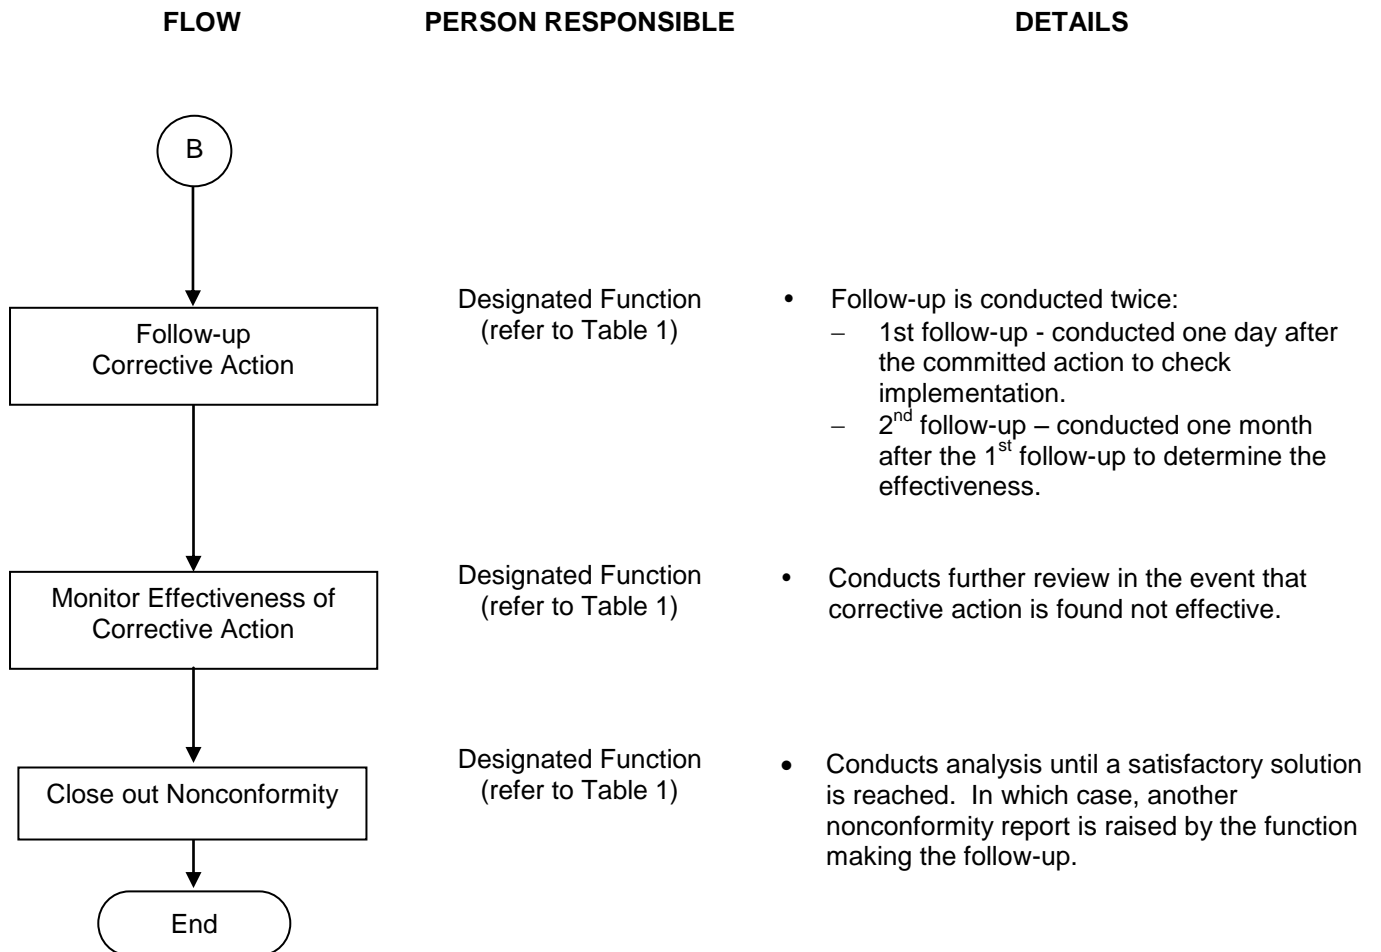 FLOW PERSON RESPONSIBLE DETAILS
B
Follow-up
Corrective Action
Designated Function
(refer to Table 1)
• Follow-up is conducted twice:
– 1st follow-up - conducted one day after
the committed action to check
implementation.
– 2nd follow-up – conducted one month
after the 1st follow-up to determine the
effectiveness.
Monitor Effectiveness of
Corrective Action
Designated Function
(refer to Table 1)
• Conducts further review in the event that
corrective action is found not effective.
Close out Nonconformity
Designated Function
(refer to Table 1)
• Conducts analysis until a satisfactory solution
is reached.  In which case, another
nonconformity report is raised by the function
making the follow-up.
End